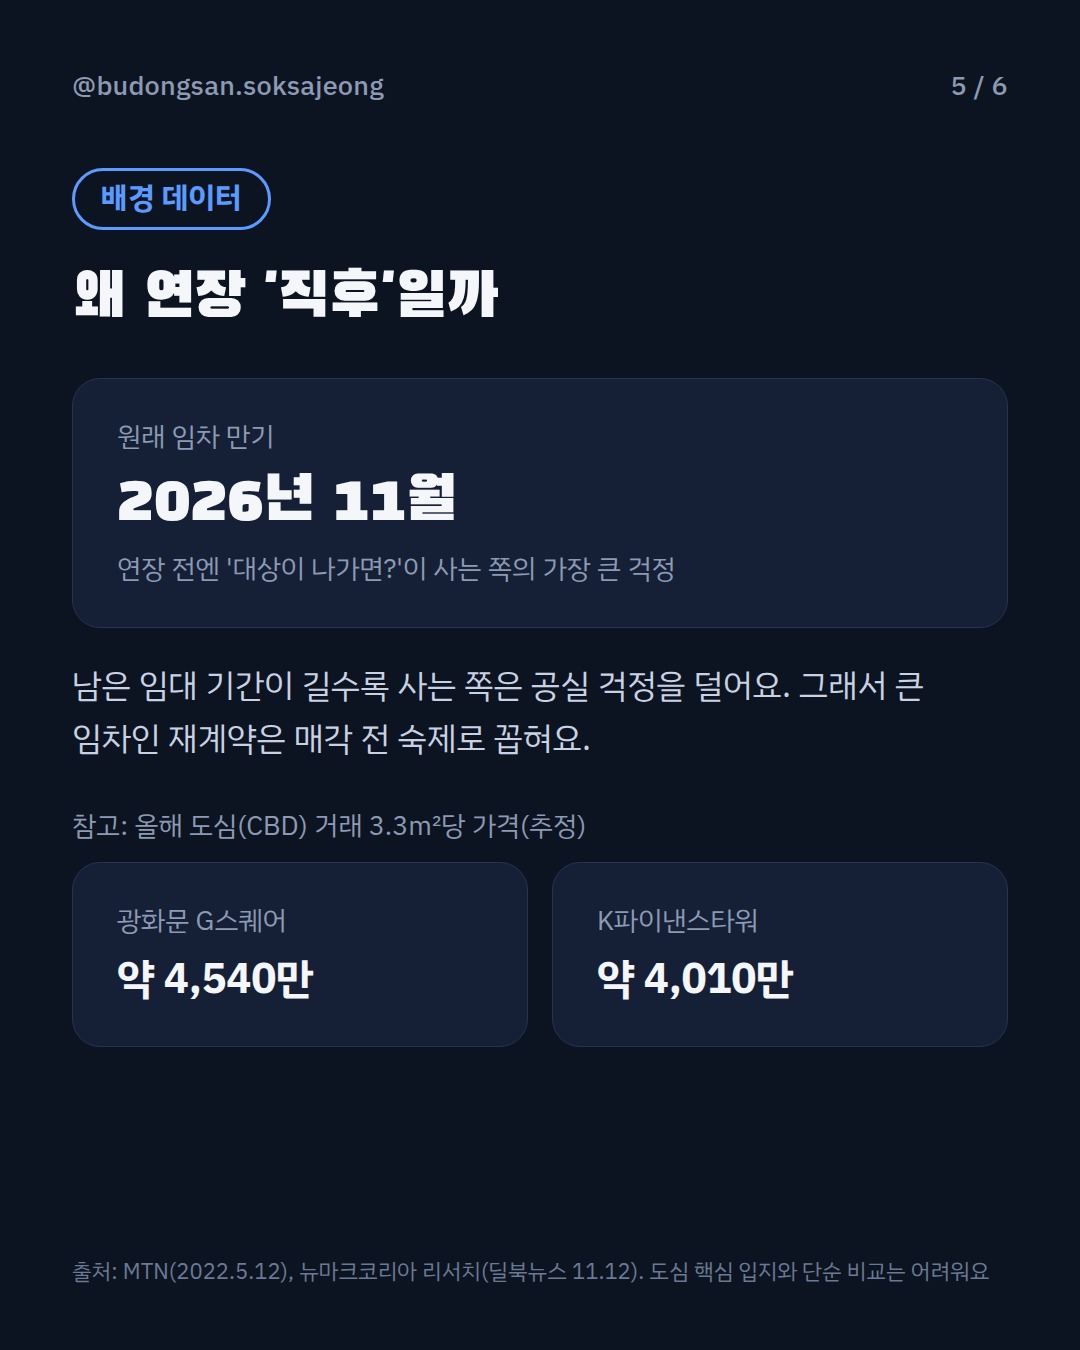 @budongsan.soksajeong
5 / 6
배경 데이터
왜 연장 '직후'일까
원래 임차 만기
2026년 11월
연장 전엔 '대상이 나가면?'이 사는 쪽의 가장 큰 걱정
남은 임대 기간이 길수록 사는 쪽은 공실 걱정을 덜어요. 그래서 큰
임차인 재계약은 매각 전 숙제로 꼽혀요.
참고: 올해 도심(CBD) 거래 3.3m²당 가격(추정)
광화문 G스퀘어
약 4,540만
K파이낸스타워
약 4,010만
출처: MTN(2022.5.12), 뉴마크코리아 리서치(딜북뉴스 11.12). 도심 핵심 입지와 단순 비교는 어려워요